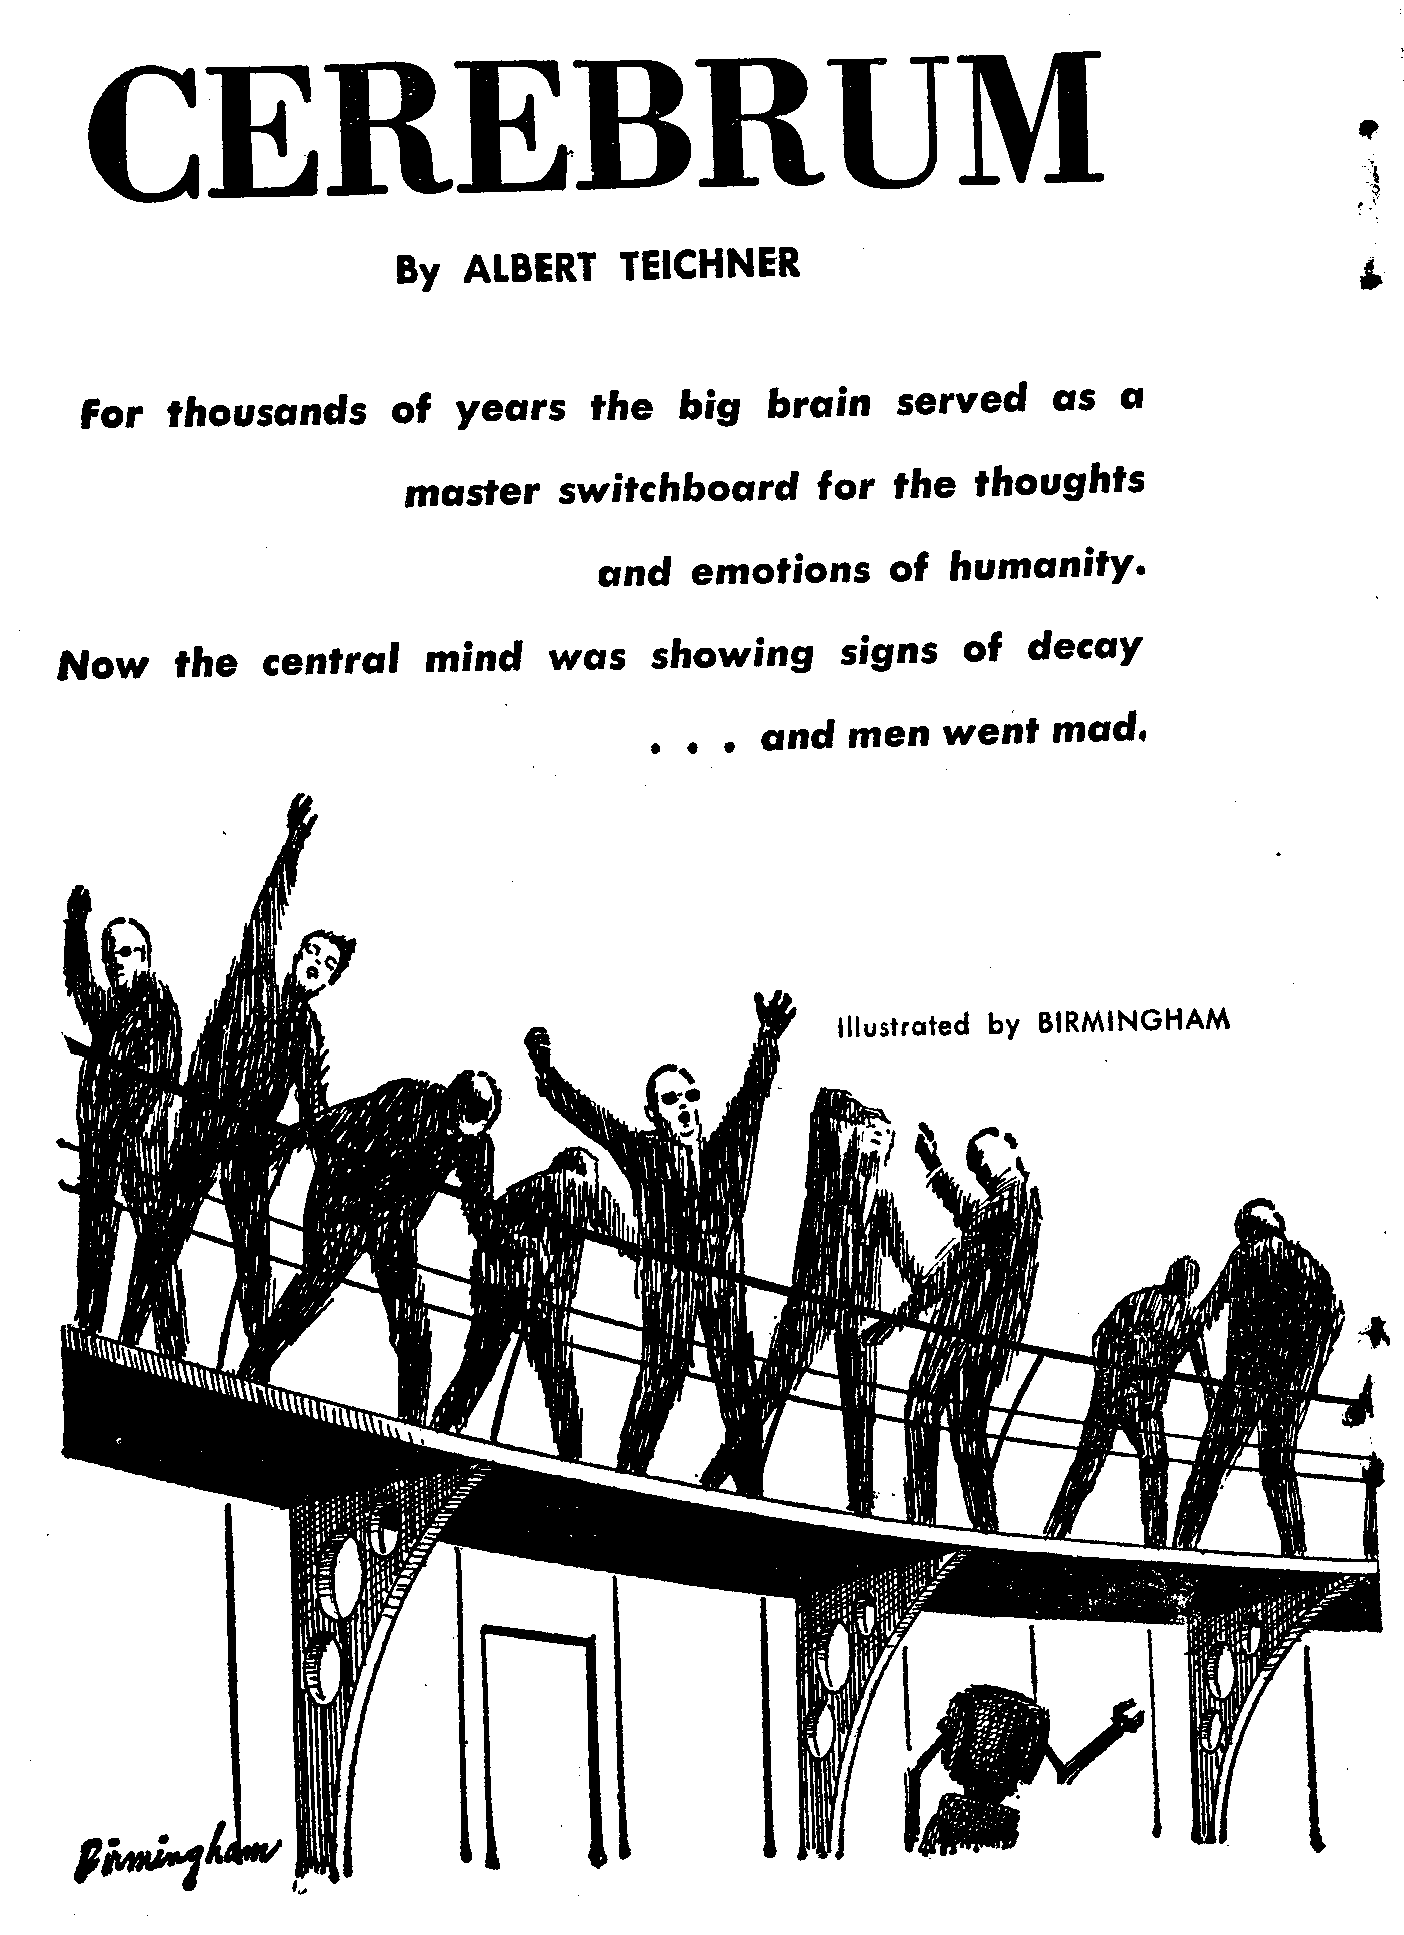 CEREBRUM
By ALBERT TEICHNER
For thousands of years the big brain served as a
master switchboard for the thoughts
and emotions of humanity.
Now the central mind was showing signs of decay
. . . and men went mad.
Illustrated by BIRMINGHAM
Birmingham